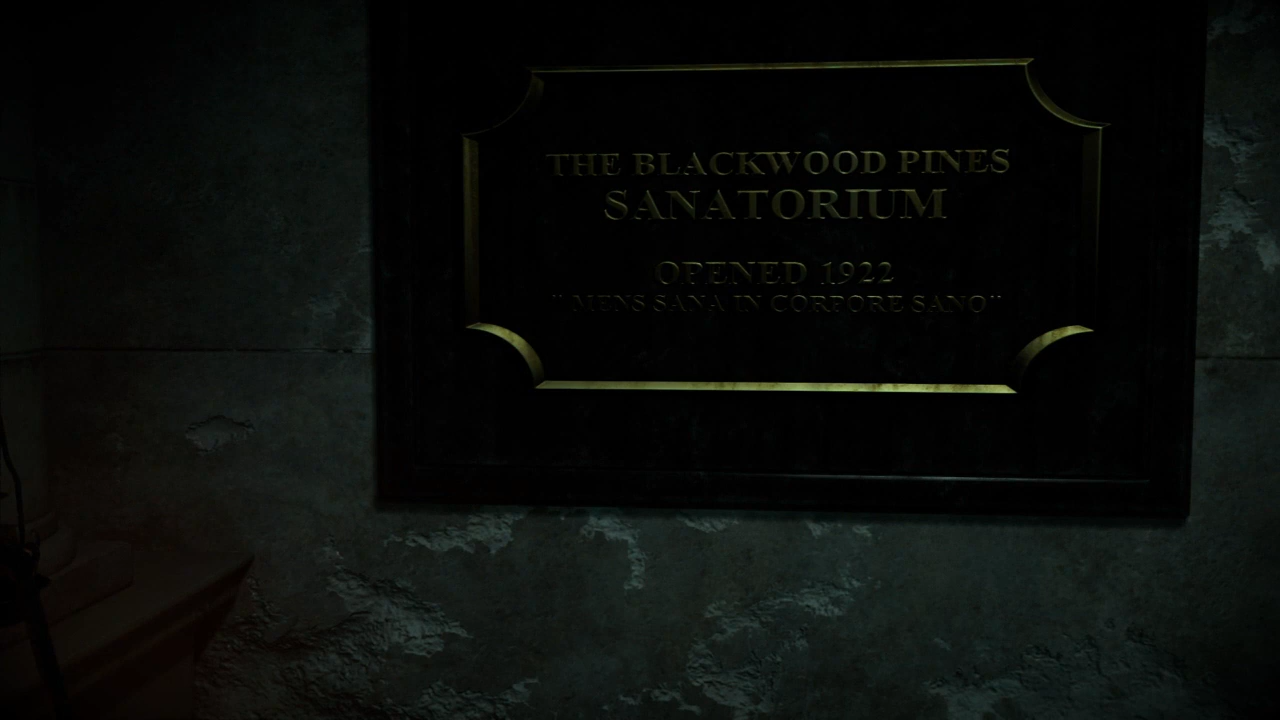 THE BLACKWOOD PINES
SANATORIUM
OPENED 1922
" MENS SANA IN CORPORE SANO"